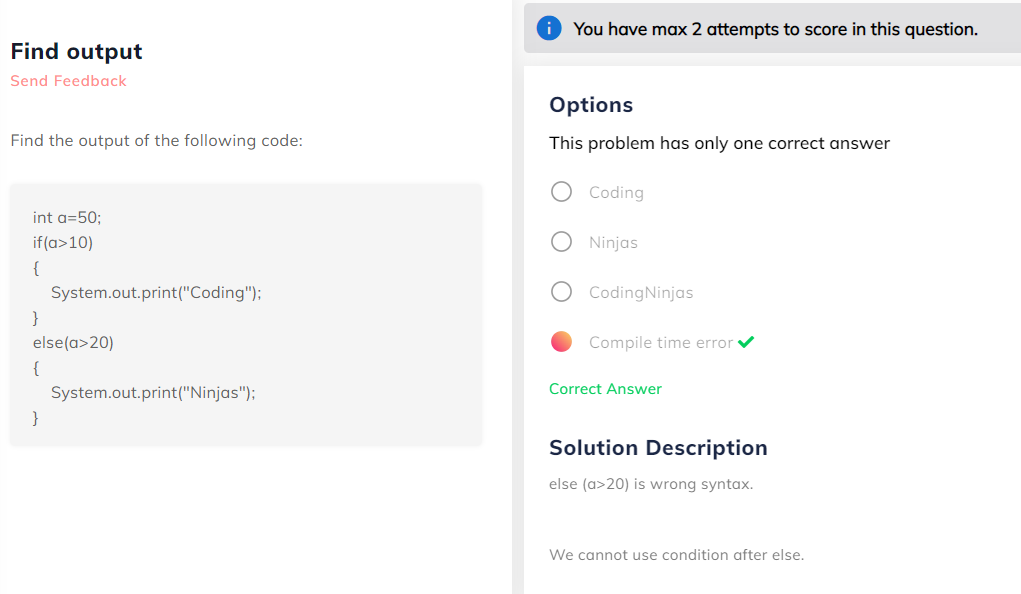 Find output
Send Feedback
Find the output of the following code:
int a=50;
if(a>10)
{
System.out.print("Coding");
}
else(a>20)
{
System.out.print("Ninjas");
}
You have max 2 attempts to score in this question.
Options
This problem has only one correct answer
Coding
Ninjas
CodingNinjas
Compile time error
Correct Answer
Solution Description
else (a>20) is wrong syntax.
We cannot use condition after else.